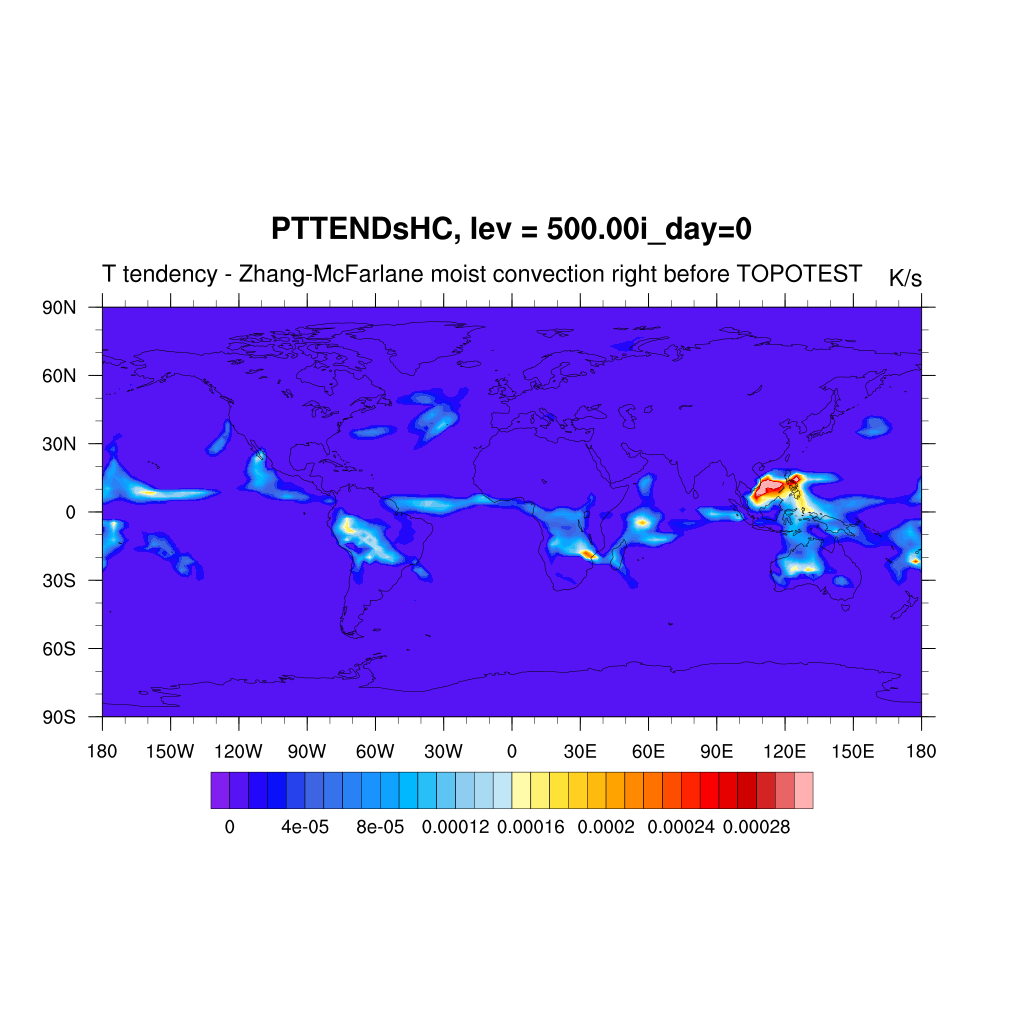 PTTENDsHC, lev = 500.00i_day=0
T tendency - Zhang-McFarlane moist convection right before TOPOTEST K/s
90N
60N
30N
0
30S
60S
90S
180 150W 120W 90W 60W 30W 0 30E 60E 90E 120E 150E 180
0 4e-05 8e-05 0.00012 0.00016 0.0002 0.00024 0.00028